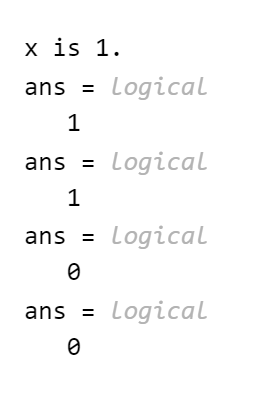 x is 1.
ans = logical
1
ans = logical
1
ans = logical
0
ans = logical
0